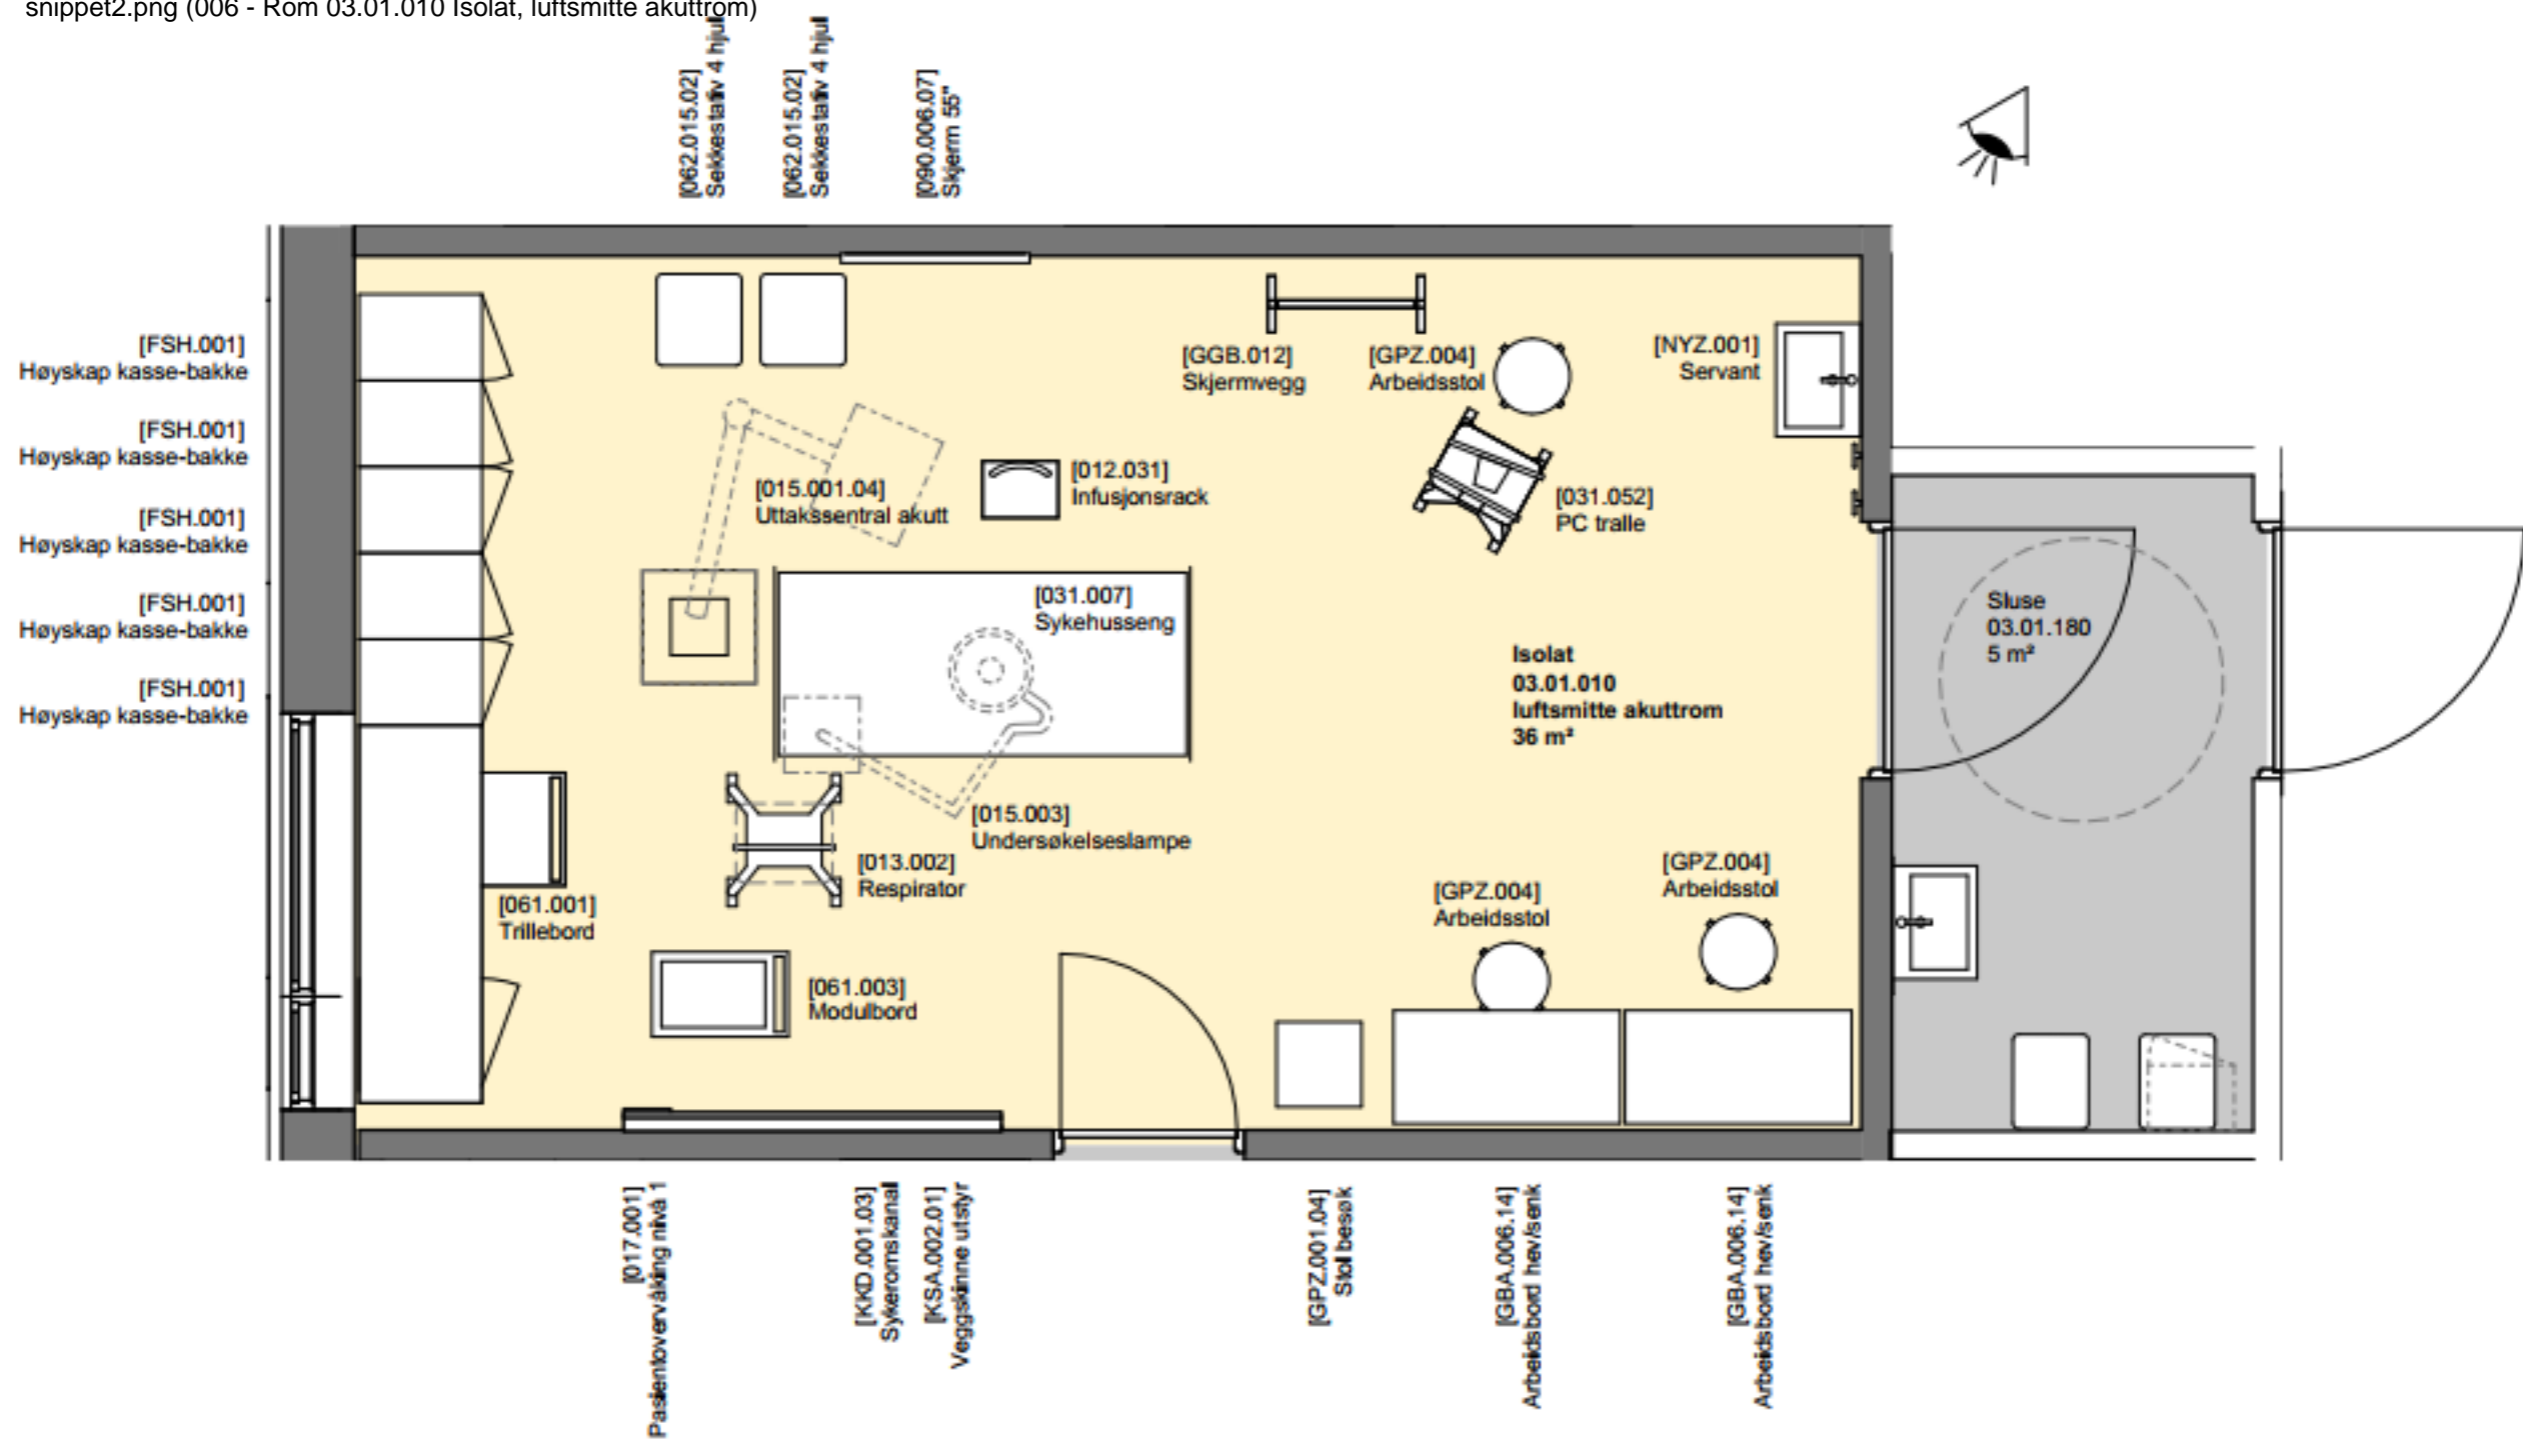 snippet2.png (006 - Rom 03.01.010 Isolat, luftsmitte akuttrom)
[062.015.02]
Sekkestativ 4 hjul
[062.015.02]
Sekkestativ 4 hjul
[090.006.07]
Skjerm 55"
[FSH.001]
Høyskap kasse-bakke
[FSH.001]
Høyskap kasse-bakke
[FSH.001]
Høyskap kasse-bakke
[FSH.001]
Høyskap kasse-bakke
[FSH.001]
Høyskap kasse-bakke
[GGB.012]
Skjermvegg
[GPZ.004]
Arbeidsstol
[NYZ.001]
Servant
[015.001.04]
Uttakssentral akutt
[012.031]
Infusjonsrack
[031.052]
PC tralle
[031.007]
Sykehusseng
Isolat
03.01.010
luftsmitte akuttrom
36 m²
Sluse
03.01.180
5 m²
[015.003]
Undersøkelseslampe
[013.002]
Respirator
[061.001]
Trillebord
[061.003]
Modulbord
[GPZ.004]
Arbeidsstol
[GPZ.004]
Arbeidsstol
[017.001]
Pasientovervåking nivå 1
[KKD.001.03]
Sykeromskanal
[KSA.002.01]
Veggskinne utstyr
[GPZ.001.04]
Stol besøk
[GBA.006.14]
Arbeidsbord hev/senk
[GBA.006.14]
Arbeidsbord hev/senk